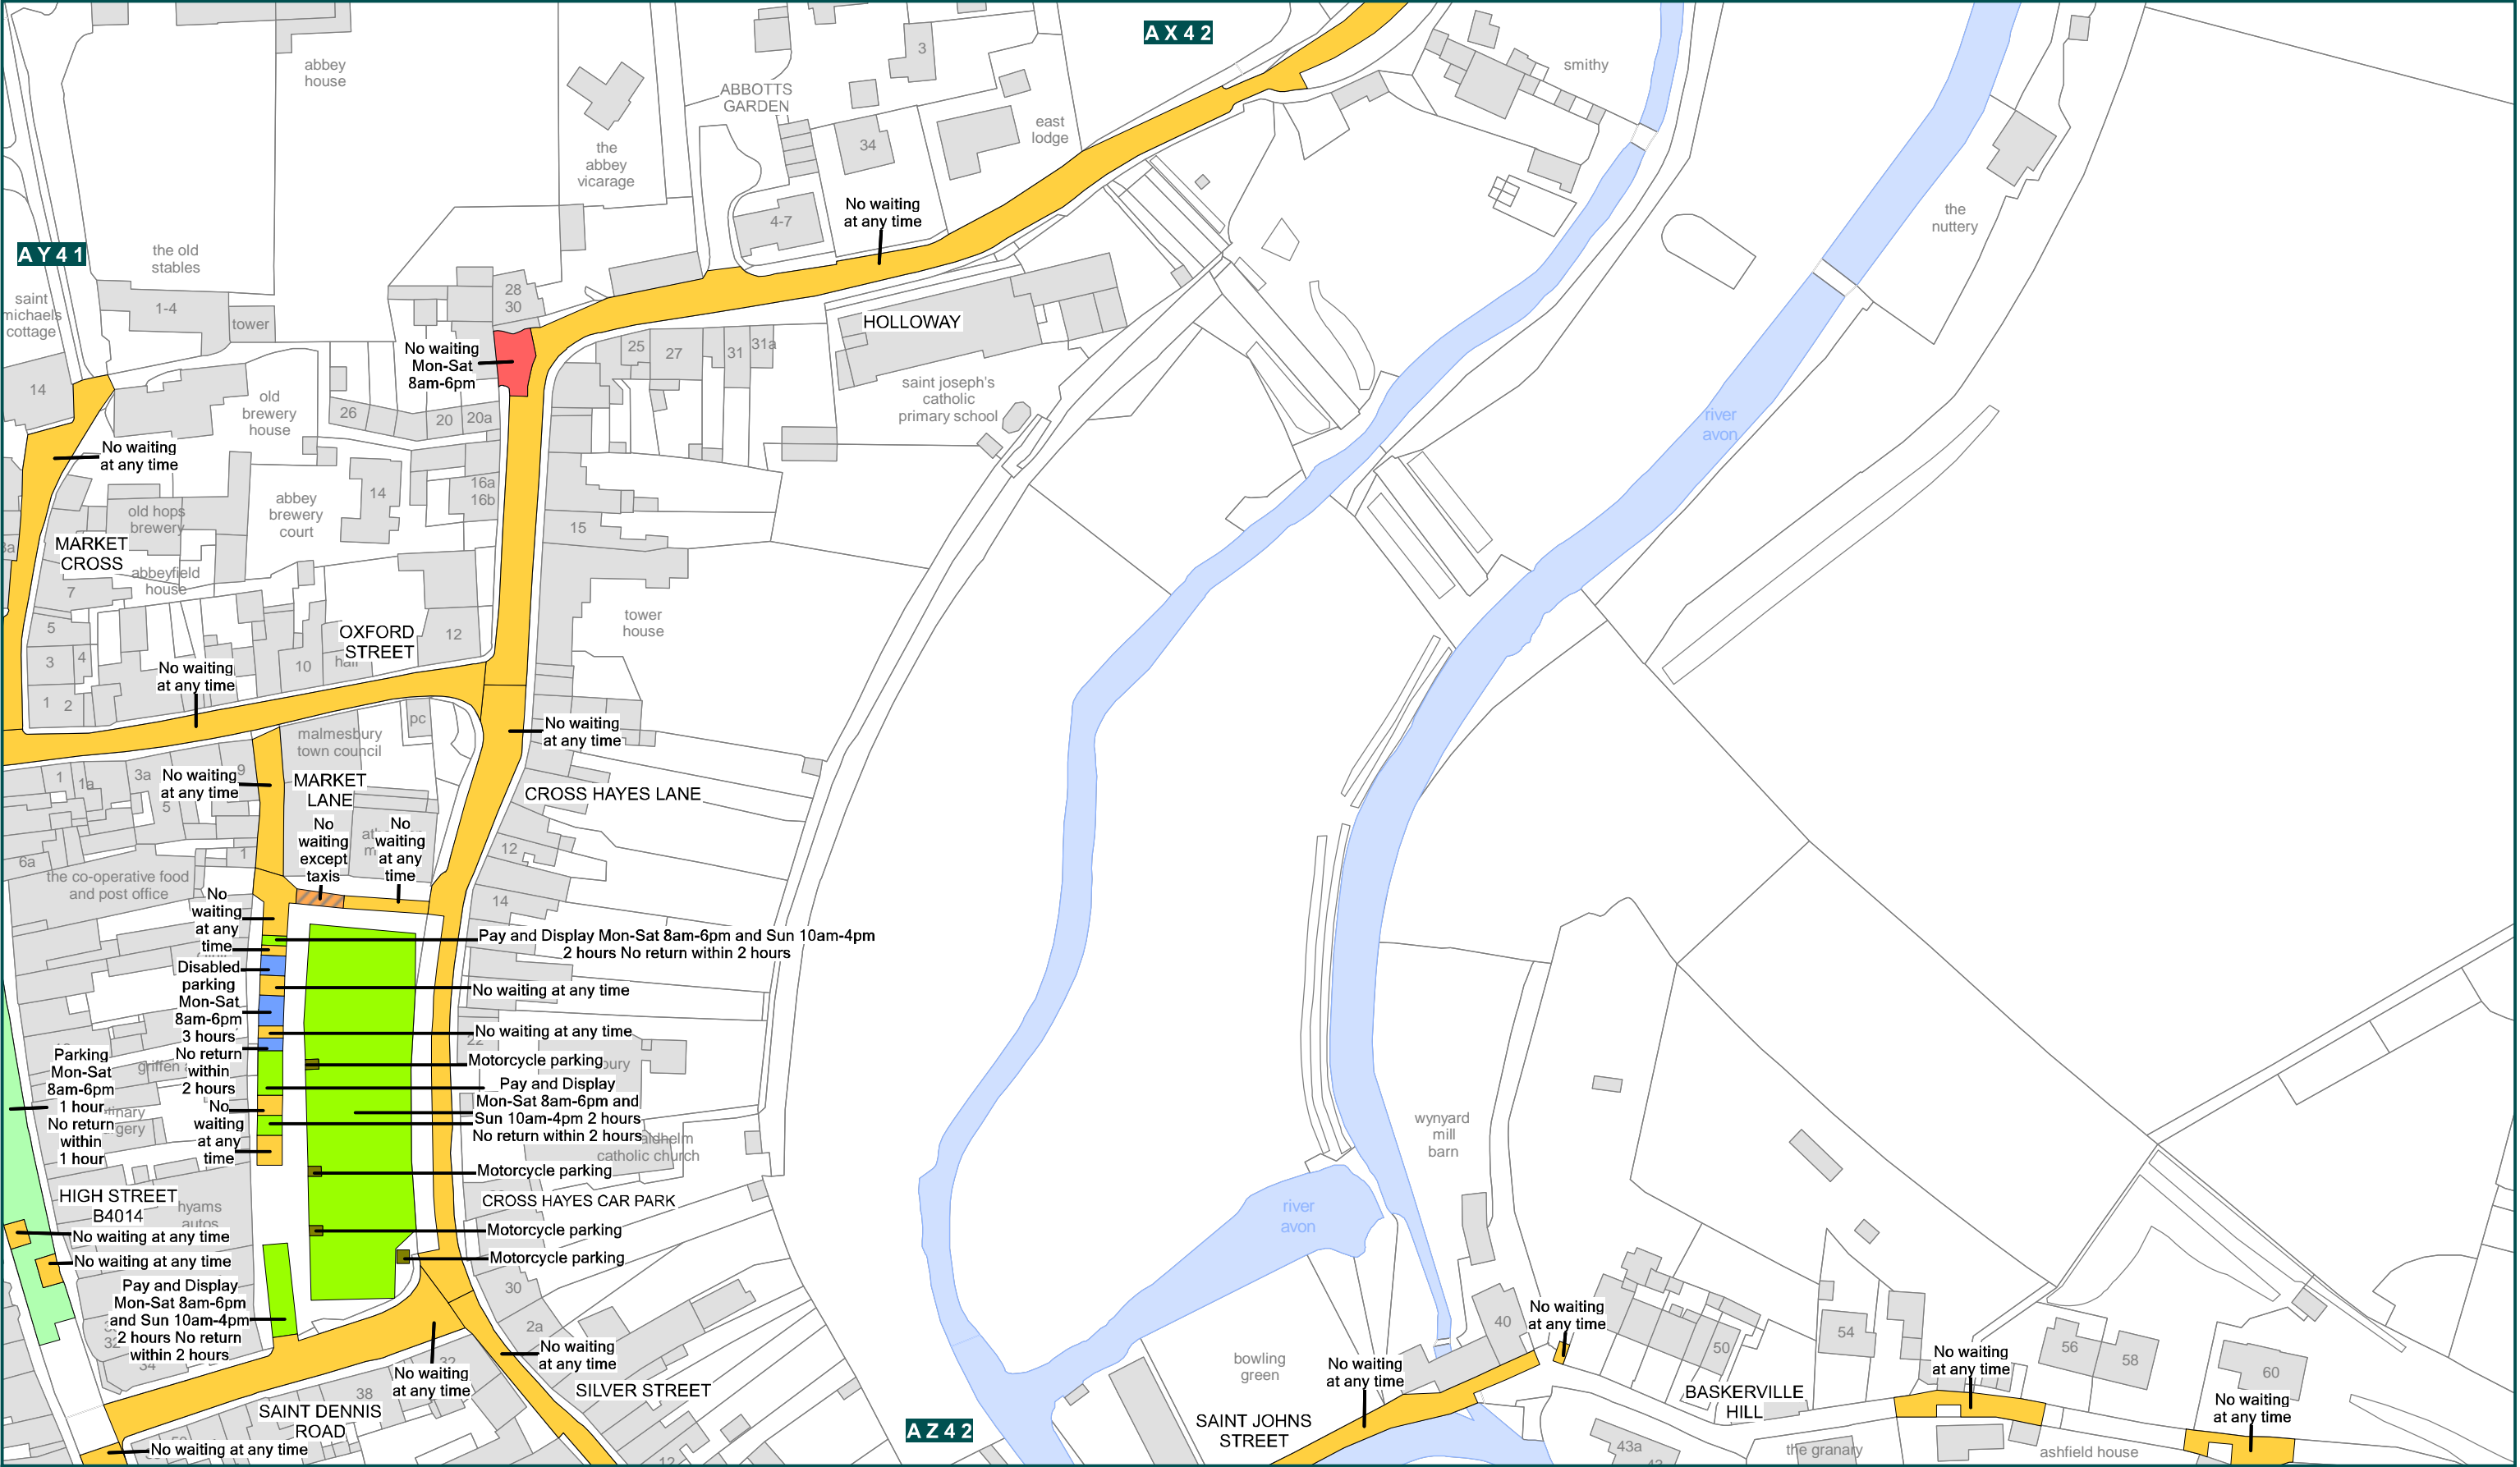 AX42
abbey
house
3
smithy
ABBOTTS
GARDEN
east
lodge
34
the
abbey
vicarage
No waiting
at any time
4-7
the
nuttery
AY41
the old
stables
saint
michaels
cottage
1-4
tower
28
30
HOLLOWAY
No waiting
Mon-Sat
8am-6pm
25
27
31
31a
14
old
brewery
house
26
20
20a
saint joseph's
catholic
primary school
river
avon
No waiting
at any time
16a
16b
14
abbey
brewery
court
old hops
brewery
15
MARKET
CROSS
abbeyfield
house
7
5
3
4
1
2
OXFORD
STREET
12
10
hall
tower
house
No waiting
at any time
pc
malmesbury
town council
No waiting
at any time
1
1a
3a
5
9
No waiting
at any time
MARKET
LANE
CROSS HAYES LANE
No
waiting
except
taxis
No
waiting
at any
time
12
6a
1
the co-operative food
and post office
14
No
waiting
at any
time
Pay and Display Mon-Sat 8am-6pm and Sun 10am-4pm
2 hours No return within 2 hours
Disabled
parking
Mon-Sat
8am-6pm
3 hours
No return
within
2 hours
No waiting at any time
No waiting at any time
22
Motorcycle parking
Parking
Mon-Sat
8am-6pm
1 hour
No return
within
1 hour
griffen
Pay and Display
Mon-Sat 8am-6pm and
Sun 10am-4pm 2 hours
No return within 2 hours
No
waiting
at any
time
aldhelm
catholic church
Motorcycle parking
wynyard
mill
barn
HIGH STREET
B4014
hyams
autos
CROSS HAYES CAR PARK
river
avon
No waiting at any time
Motorcycle parking
No waiting at any time
Motorcycle parking
30
2a
Pay and Display
Mon-Sat 8am-6pm
and Sun 10am-4pm
2 hours No return
within 2 hours
32
34
No waiting
at any time
32
No waiting
at any time
38
SILVER STREET
SAINT DENNIS
ROAD
No waiting at any time
12
AZ42
bowling
green
40
No waiting
at any time
No waiting
at any time
SAINT JOHNS
STREET
50
54
BASKERVILLE
HILL
No waiting
at any time
56
58
60
No waiting
at any time
43a
the granary
ashfield house